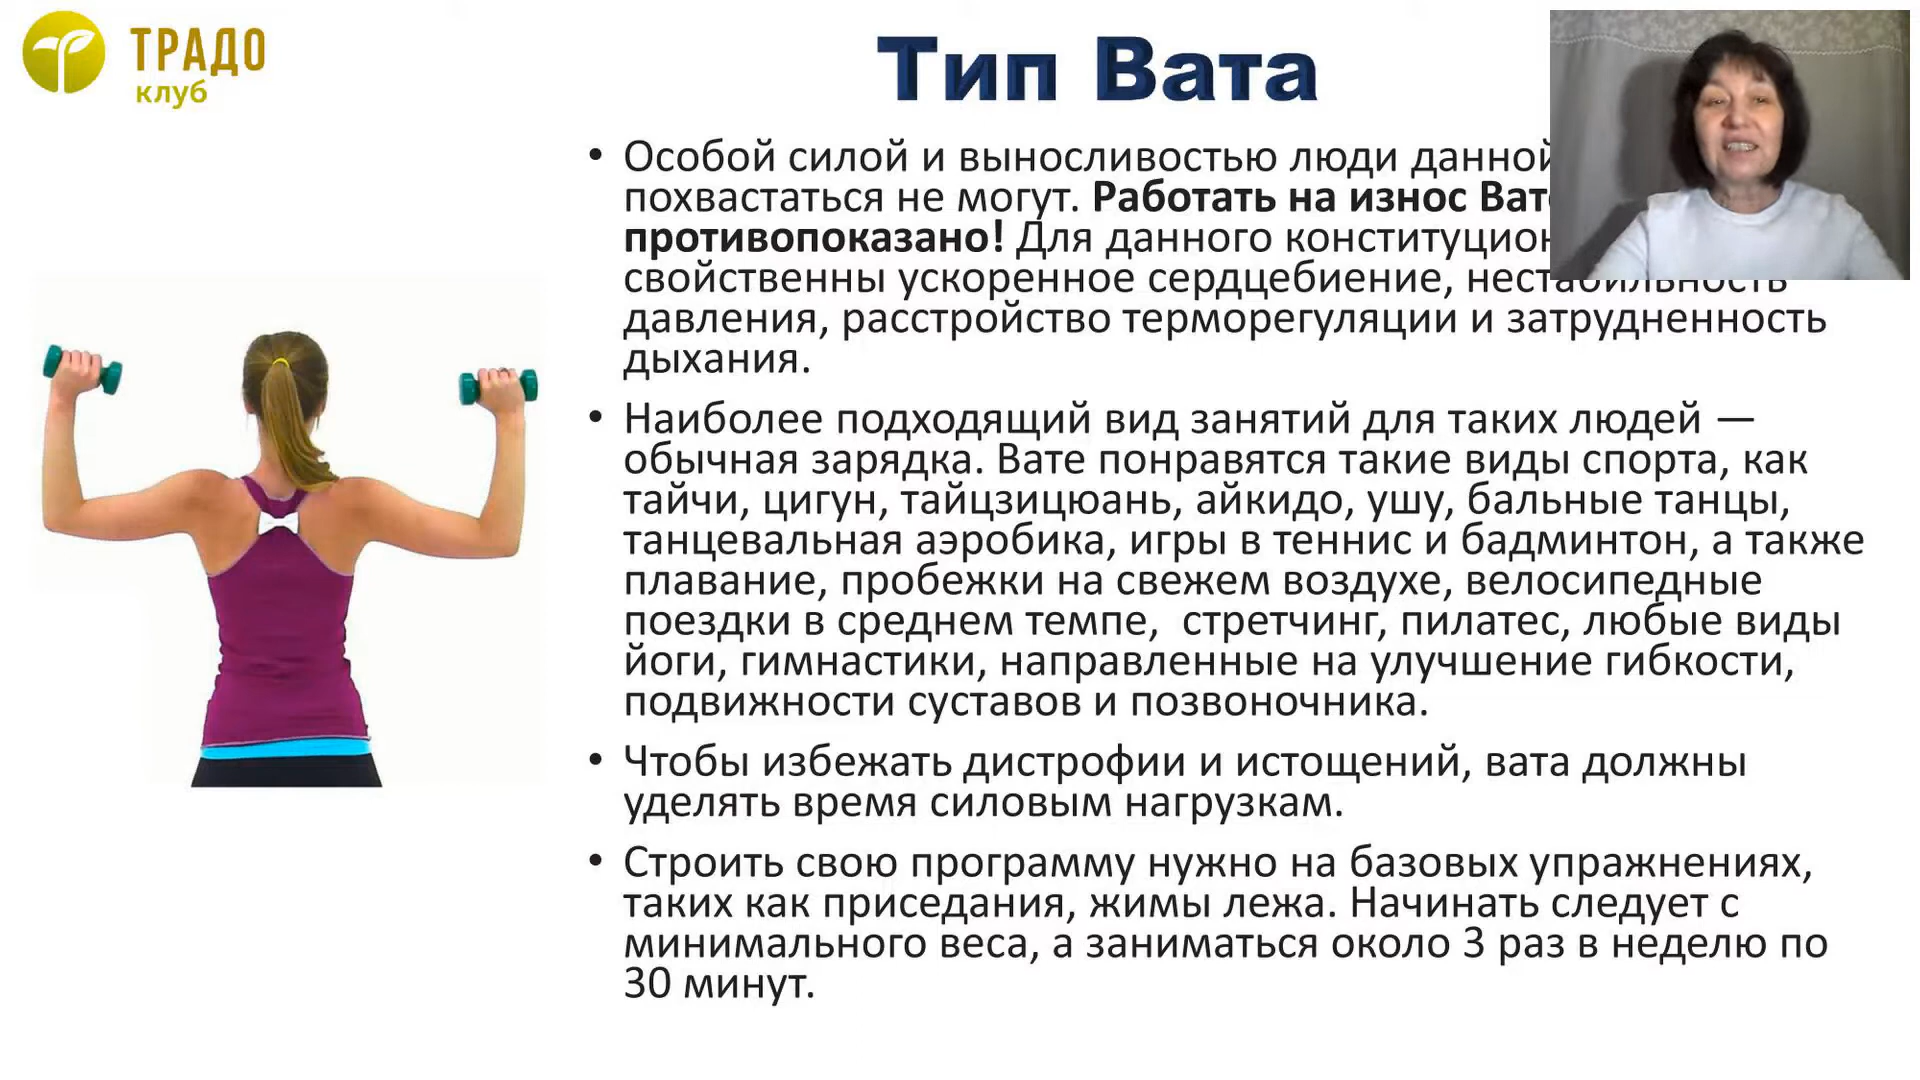 ТРАДО
клуб
Тип Вата
• Особой силой и выносливостью люди данной
похвастаться не могут. Работать на износ
противопоказано! Для данного
свойственны ускоренное сердцебиение, нестабильность
давления, расстройство терморегуляции и затрудненность
дыхания.
• Наиболее подходящий вид занятий для таких людей —
обычная зарядка. Вате понравятся такие виды спорта, как
тайчи, цигун, тайцзицюань, айкидо, ушу, бальные танцы,
танцевальная аэробика, игры в теннис и бадминтон, а также
плавание, пробежки на свежем воздухе, велосипедные
поездки в среднем темпе, стретчинг, пилатес, любые виды
йоги, гимнастики, направленные на улучшение гибкости,
подвижности суставов и позвоночника.
• Чтобы избежать дистрофии и истощений, вата должны
уделять время силовым нагрузкам.
• Строить свою программу нужно на базовых упражнениях,
таких как приседания, жимы лежа. Начинать следует с
минимального веса, а заниматься около 3 раз в неделю по
30 минут.